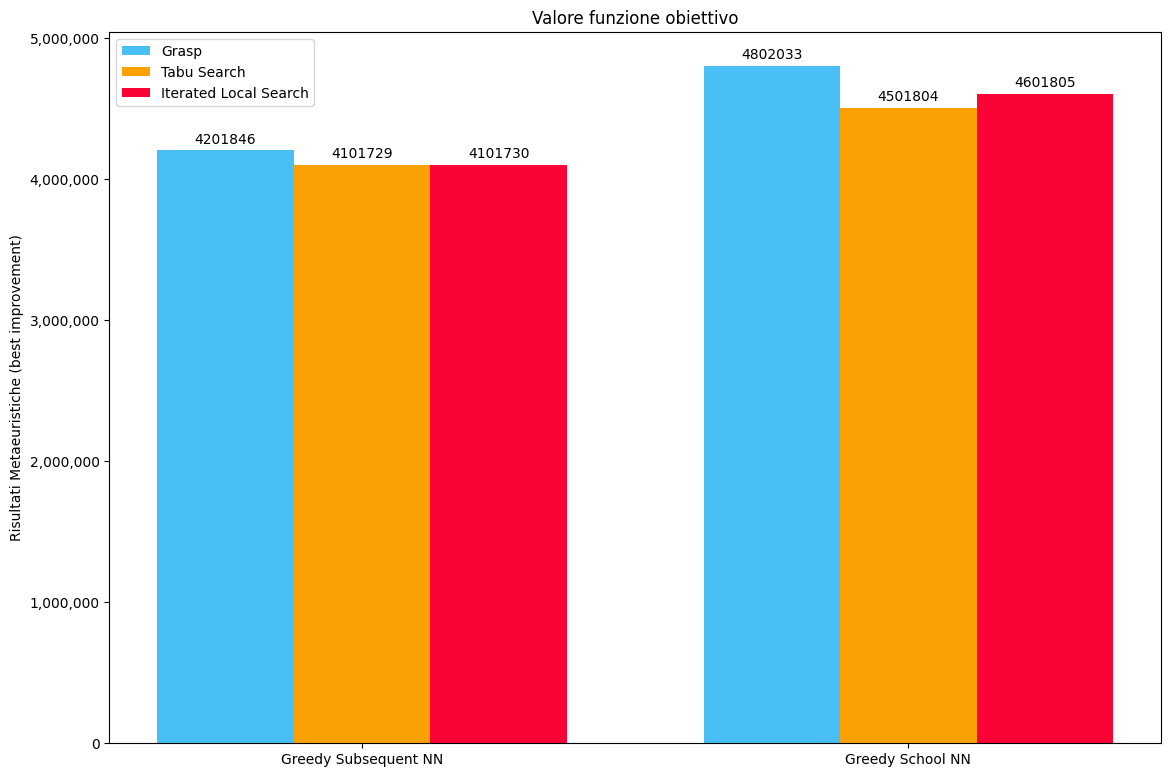 Valore funzione obiettivo
Grasp
Tabu Search
Iterated Local Search
Risultati Metaeuristiche (best improvement)
5,000,000
4,000,000
3,000,000
2,000,000
1,000,000
0
4201846
4101729
4101730
4802033
4501804
4601805
Greedy Subsequent NN
Greedy School NN